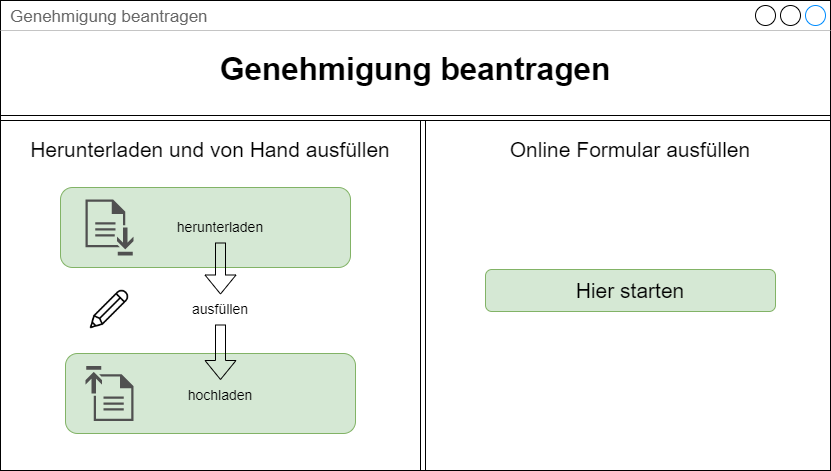 Genehmigung beantragen
Genehmigung beantragen
Herunterladen und von Hand ausfüllen
herunterladen
ausfüllen
hochladen
Online Formular ausfüllen
Hier starten